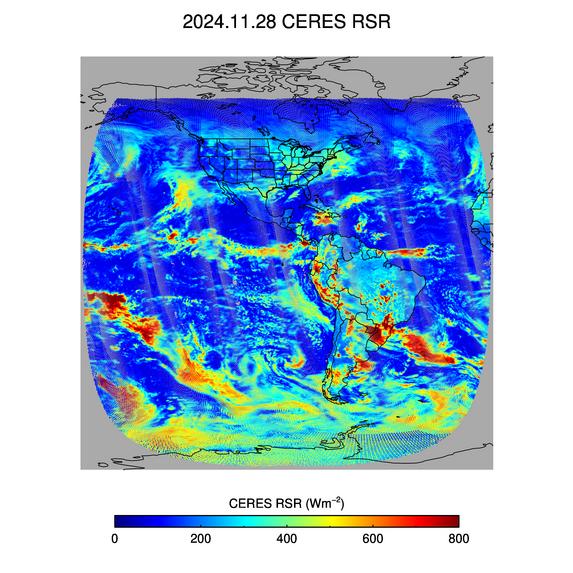 2024.11.28 CERES RSR
CERES RSR (Wm⁻²)
0 200 400 600 800